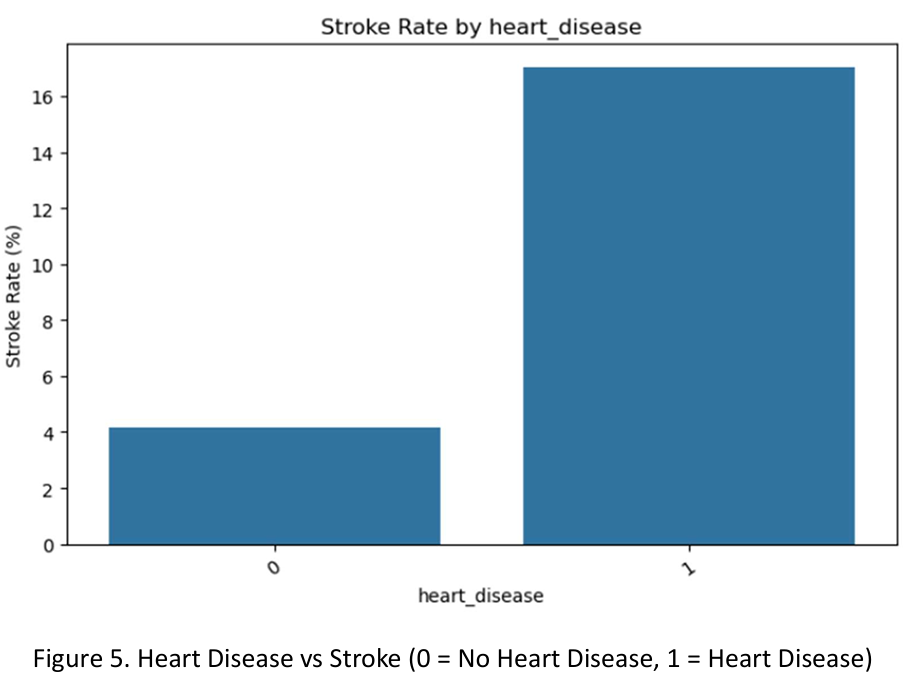 Stroke Rate by heart_disease
Stroke Rate (%)
16
14
12
10
8
6
4
2
0
0
1
heart_disease
Figure 5. Heart Disease vs Stroke (0 = No Heart Disease, 1 = Heart Disease)